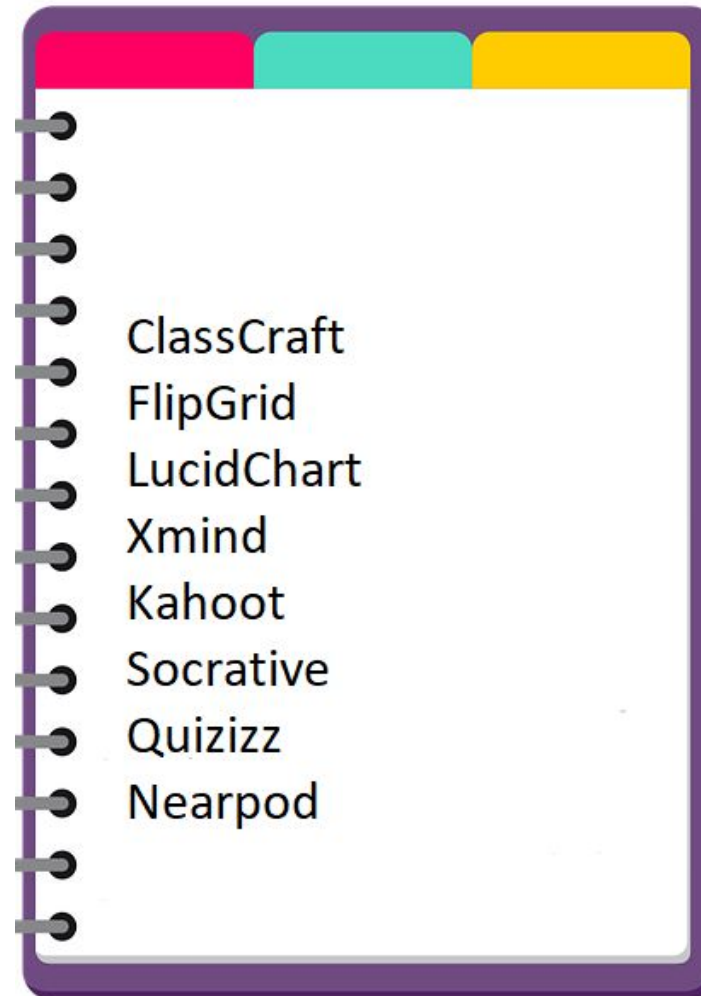 ClassCraft
FlipGrid
LucidChart
Xmind
Kahoot
Socrative
Quizizz
Nearpod